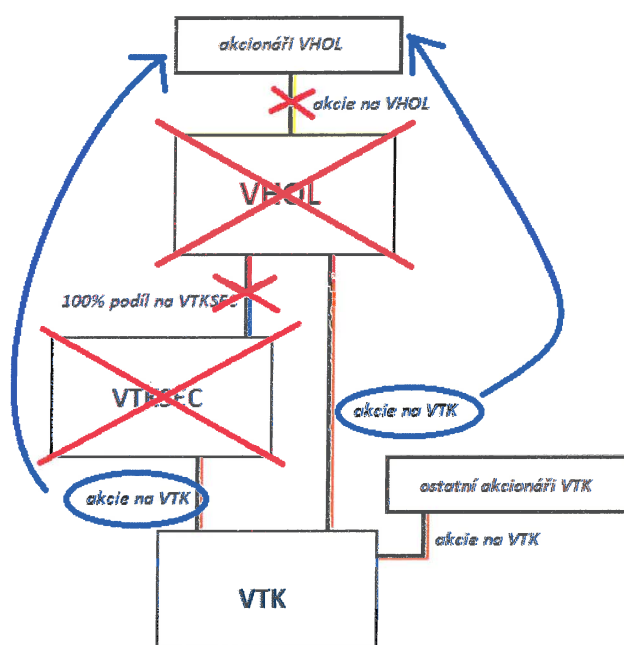 akcionáři VHOL
akcie na VHOL
VHOL
100% podíl na VTKSEC
VTKSEC
akcie na VTK
akcie na VTK
ostatní akcionáři VTK
akcie na VTK
VTK